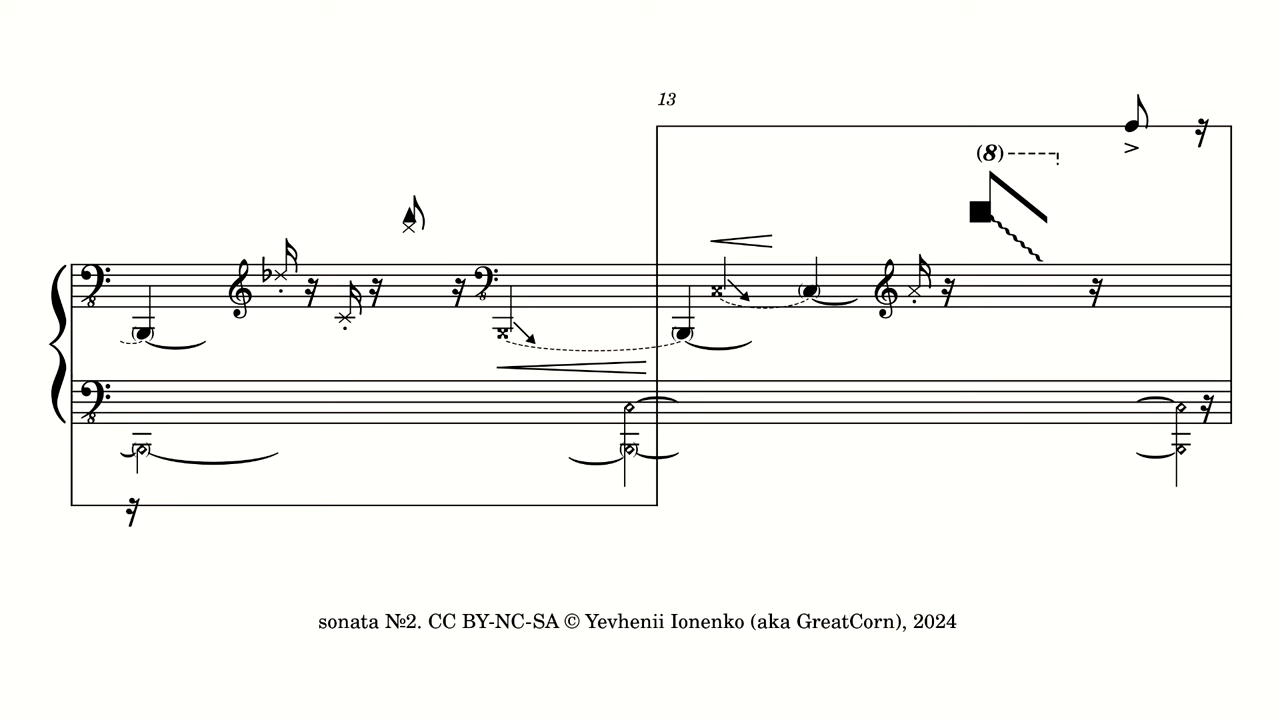 13
(8)
sonata №2. CC BY-NC-SA © Yevhenii Ionenko (aka GreatCorn), 2024